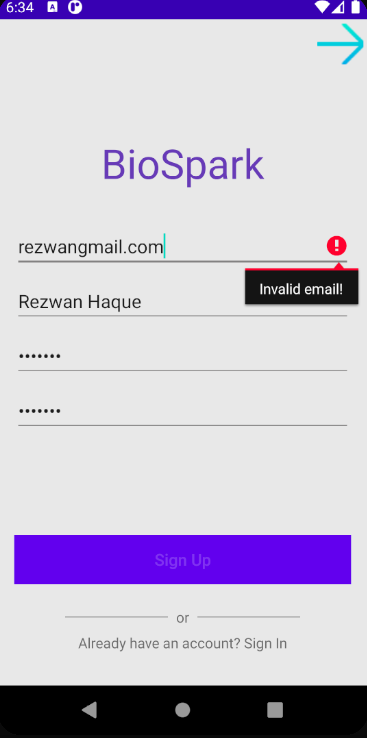 6:34
A
BioSpark
rezwangmail.com
Invalid email!
Rezwan Haque
•••••••
•••••••
Sign Up
or
Already have an account? Sign In